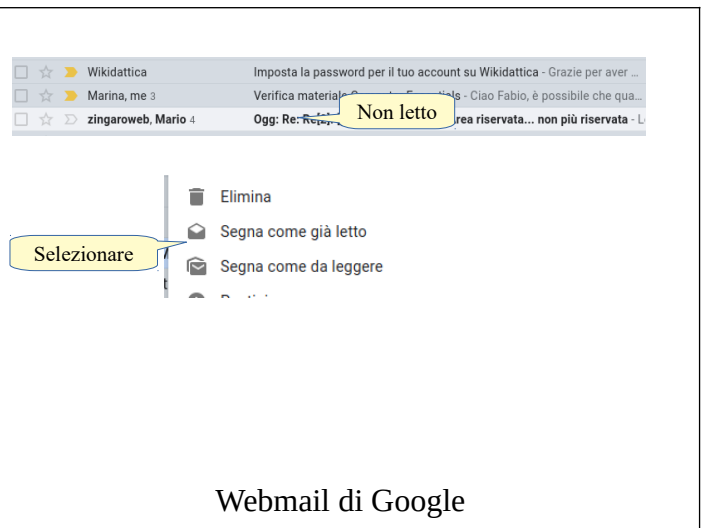 Wikidattica Imposta la password per il tuo account su Wikidattica - Grazie per aver ...
Marina, me 3 Verifica materiale - Ciao Fabio, è possibile che qua...
zingaroweb, Mario 4 Ogg: Re: Re[2]: rea riservata... non più riservata -
Non letto
Elimina
Segna come già letto
Selezionare
Segna come da leggere
Webmail di Google